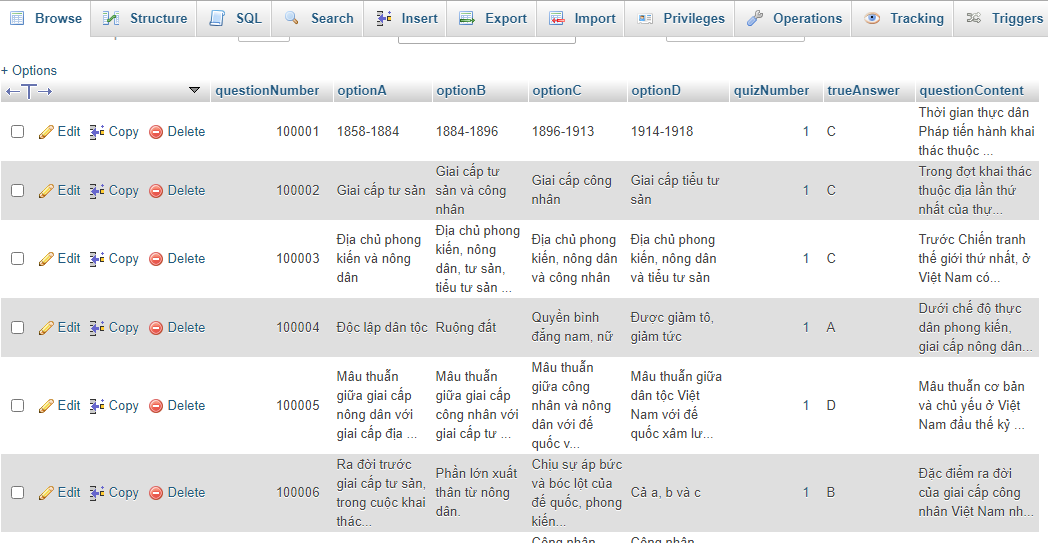 Browse Structure SQL Search Insert Export Import Privileges Operations Tracking Triggers
+ Options
questionNumber optionA optionB optionC optionD quizNumber trueAnswer questionContent
Edit Copy Delete 100001 1858-1884 1884-1896 1896-1913 1914-1918 1 C
Thời gian thực dân
Pháp tiến hành khai
thác thuộc ...
Edit Copy Delete 100002 Giai cấp tư sản
Giai cấp tư
sản và công
nhân
Giai cấp công
nhân
Giai cấp tiểu tư
sản
1 C
Trong đợt khai thác
thuộc địa lần thứ
nhất của thự...
Edit Copy Delete 100003
Địa chủ phong
kiến và nông
dân
Địa chủ phong
kiến, nông
dân, tư sản,
tiểu tư sản ...
Địa chủ phong
kiến, nông dân
và công nhân
Địa chủ phong
kiến, nông dân
và tiểu tư sản
1 C
Trước Chiến tranh
thế giới thứ nhất, ở
Việt Nam có...
Edit Copy Delete 100004 Độc lập dân tộc Ruộng đất
Quyền bình
đẳng nam, nữ
Được giảm tô,
giảm tức
1 A
Dưới chế độ thực
dân phong kiến,
giai cấp nông dân...
Edit Copy Delete 100005
Mâu thuẫn
giữa giai cấp
nông dân với
giai cấp địa ...
Mâu thuẫn
giữa giai cấp
công nhân với
giai cấp tư ...
Mâu thuẫn
giữa công
nhân và nông
dân với đế
quốc v...
Mâu thuẫn giữa
dân tộc Việt
Nam với đế
quốc xâm lư...
1 D
Mâu thuẫn cơ bản
và chủ yếu ở Việt
Nam đầu thế kỷ ...
Edit Copy Delete 100006
Ra đời trước
giai cấp tư sản,
trong cuộc khai
thác...
Phần lớn xuất
thân từ nông
dân.
Chịu sự áp bức
và bóc lột của
đế quốc, phong
kiến...
Cả a, b và c
1 B
Đặc điểm ra đời
của giai cấp công
nhân Việt Nam nh...
Công nhân Công nhân